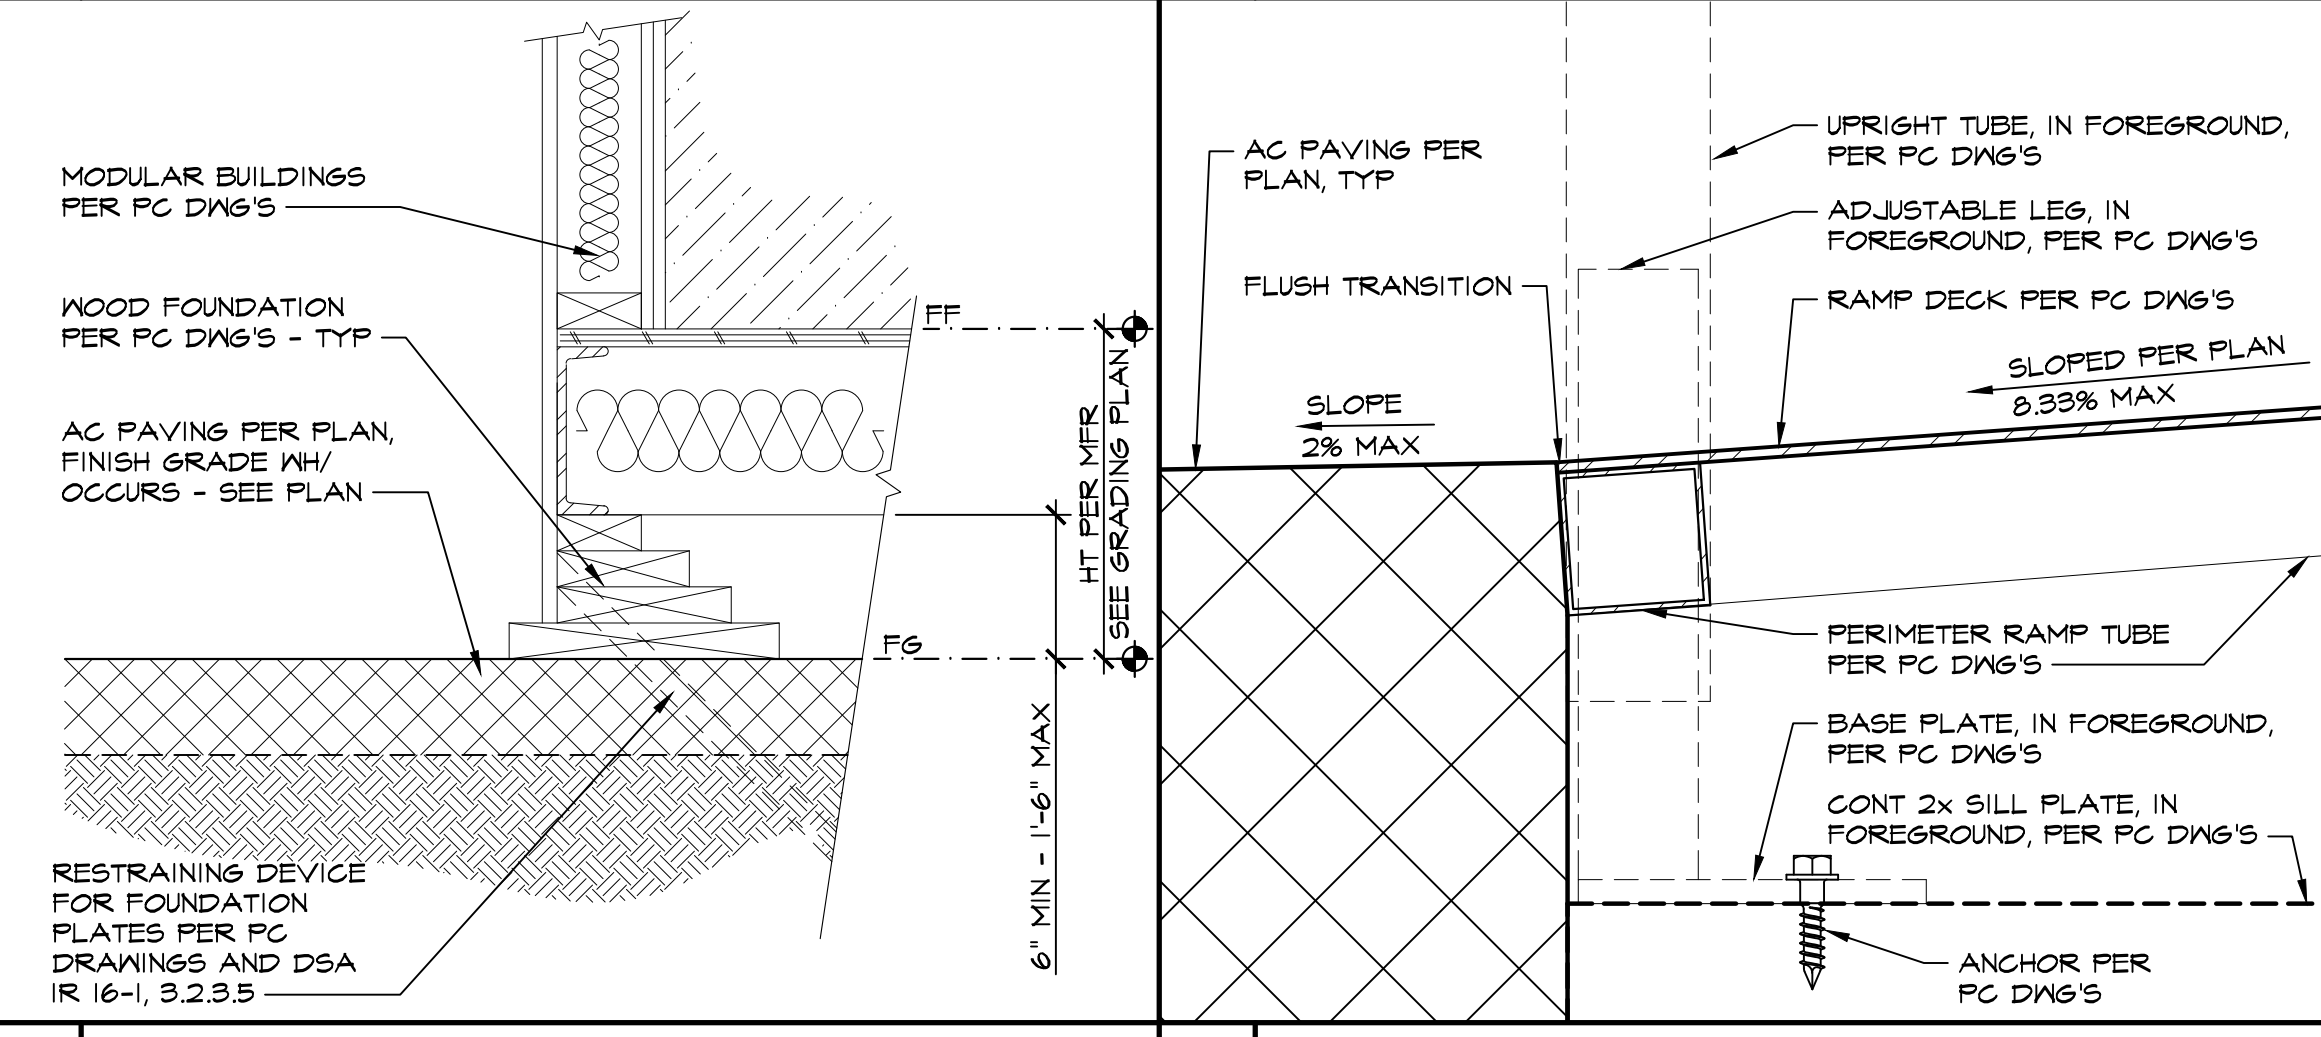 MODULAR BUILDINGS
PER PC DWG'S
WOOD FOUNDATION
PER PC DWG'S - TYP
AC PAVING PER PLAN,
FINISH GRADE WH/
OCCURS - SEE PLAN
RESTRAINING DEVICE
FOR FOUNDATION
PLATES PER PC
DRAWINGS AND DSA
IR 16-1, 3.2.3.5
FF
FG
HT PER MFR
SEE GRADING PLAN
6" MIN - 1'-6" MAX
AC PAVING PER
PLAN, TYP
FLUSH TRANSITION
SLOPE
2% MAX
UPRIGHT TUBE, IN FOREGROUND,
PER PC DWG'S
ADJUSTABLE LEG, IN
FOREGROUND, PER PC DWG'S
RAMP DECK PER PC DWG'S
SLOPED PER PLAN
8.33% MAX
PERIMETER RAMP TUBE
PER PC DWG'S
BASE PLATE, IN FOREGROUND,
PER PC DWG'S
CONT 2x SILL PLATE, IN
FOREGROUND, PER PC DWG'S
ANCHOR PER
PC DWG'S